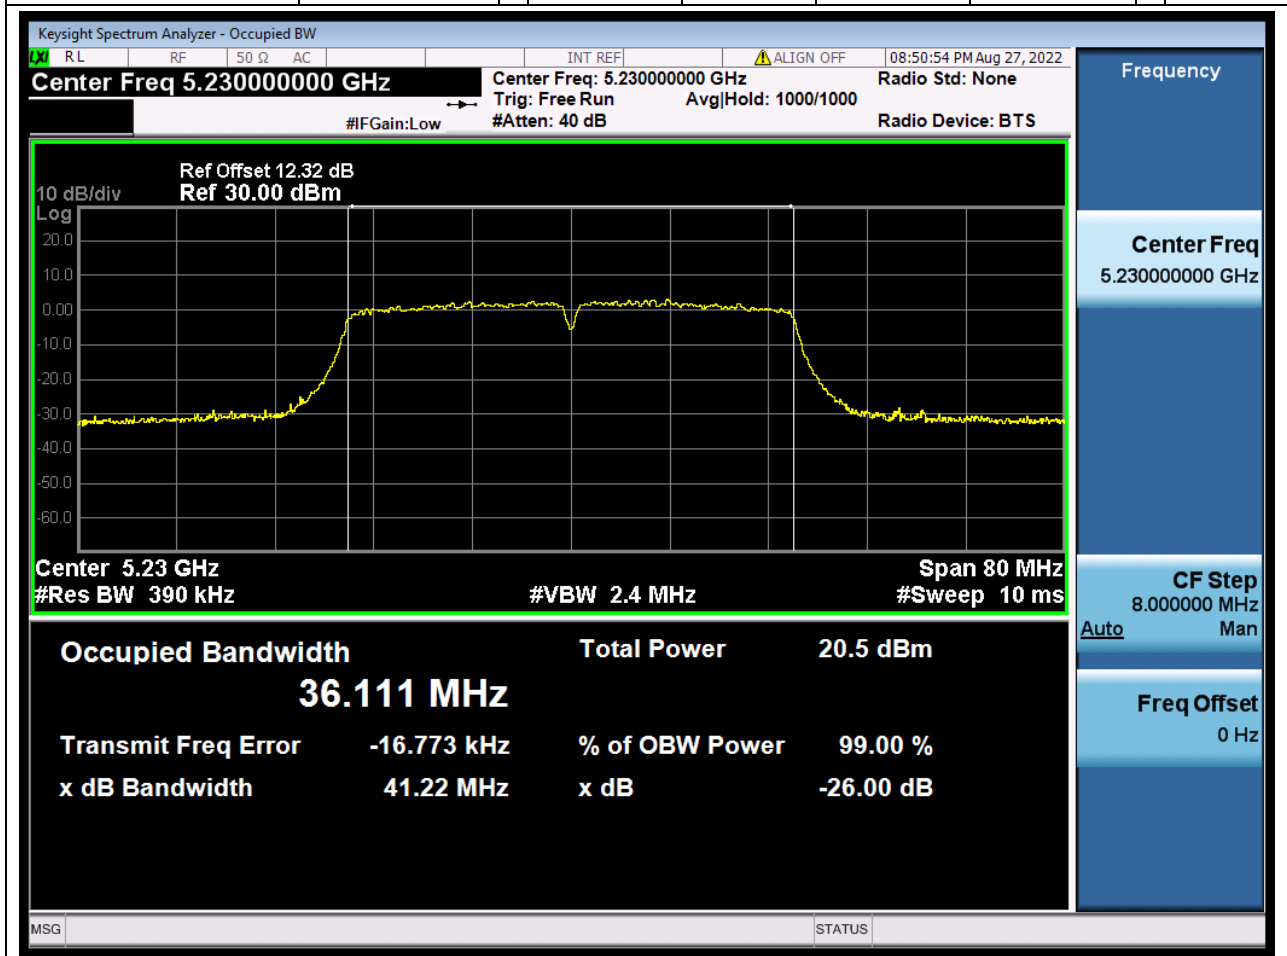 Keysight Spectrum Analyzer - Occupied BW
LXI RL RF 50 Ω AC INT REF ALIGN OFF 08:50:54 PM Aug 27, 2022
Center Freq 5.230000000 GHz
Center Freq: 5.230000000 GHz
Radio Std: None
Trig: Free Run Avg|Hold: 1000/1000
#IFGain:Low #Atten: 40 dB Radio Device: BTS
Ref Offset 12.32 dB
10 dB/div Ref 30.00 dBm
Log
20.0
10.0
0.00
-10.0
-20.0
-30.0
-40.0
-50.0
-60.0
Center 5.23 GHz Span 80 MHz
#Res BW 390 kHz #VBW 2.4 MHz #Sweep 10 ms
Occupied Bandwidth Total Power 20.5 dBm
36.111 MHz
Transmit Freq Error -16.773 kHz % of OBW Power 99.00 %
x dB Bandwidth 41.22 MHz x dB -26.00 dB
Frequency
Center Freq
5.230000000 GHz
CF Step
8.000000 MHz
Auto Man
Freq Offset
0 Hz
MSG STATUS